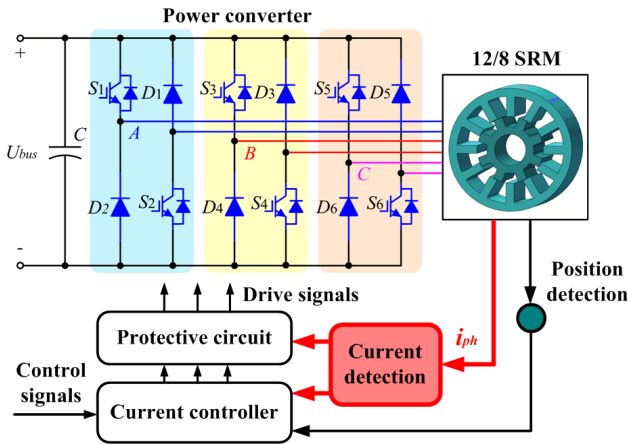 Power converter
12/8 SRM
+
S1
D1
S3
D3
S5
D5
C
A
Ubus
B
C
D2
S2
D4
S4
D6
S6
-
Drive signals
Position
detection
Protective circuit
iph
Current
detection
Control
signals
Current controller